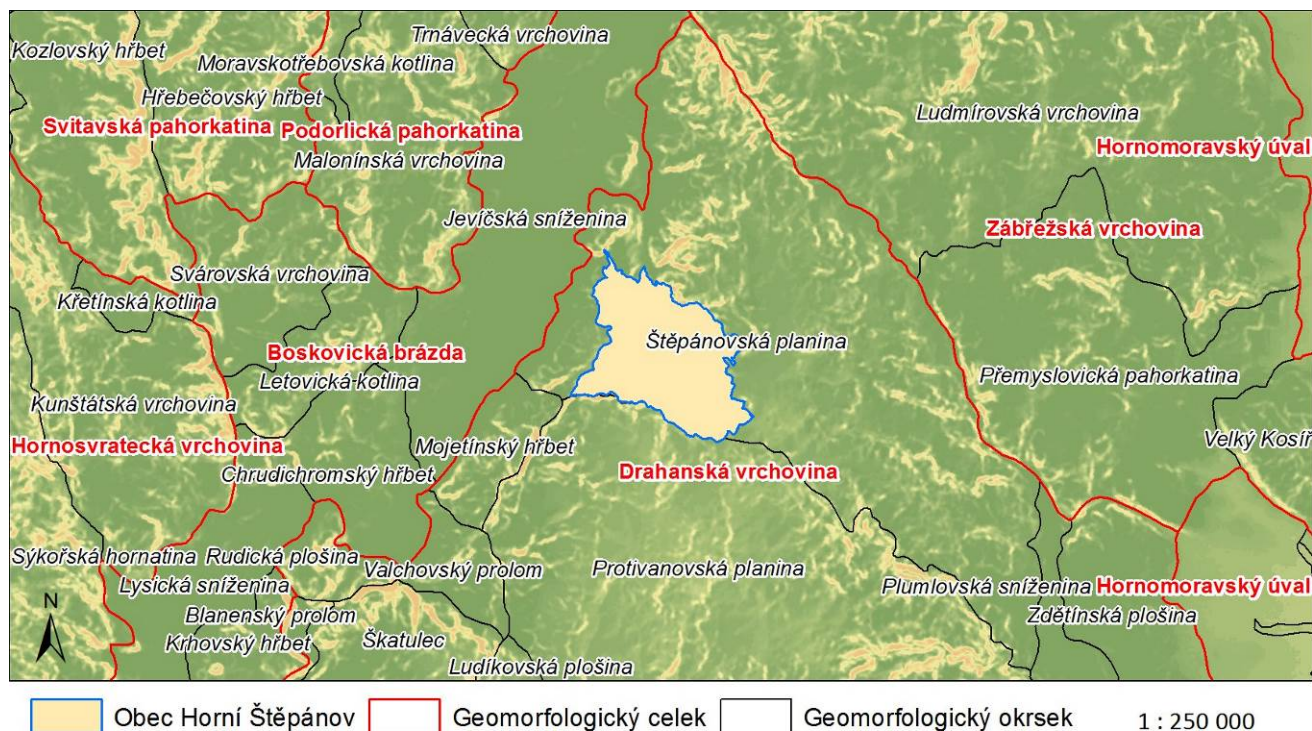 Trnávecká vrchovina
Kozlovský hřbet
Moravskotřebovská kotlina
Hřebečovský hřbet
Ludmírovská vrchovina
Svitavská pahorkatina
Podorlická pahorkatina
Hornomoravský úval
Malonínská vrchovina
Jevíčská sníženina
Zábřežská vrchovina
Svárovská vrchovina
Křetínská kotlina
Štěpánovská planina
Boskovická brázda
Letovická kotlina
Přemyslovická pahorkatina
Kunštátská vrchovina
Hornosvratecká vrchovina
Mojetínský hřbet
Velký Kosíř
Chrudichromský hřbet
Drahanská vrchovina
Sýkořská hornatina
Rudická plošina
Valchovský prolom
Protivanovská planina
Lysická sníženina
Plumlovská sníženina
Hornomoravský úval
Blanenský prolom
Zdětínská plošina
N
Krhovský hřbet
Škatulec
Ludíkovská plošina
Obec Horní Štěpánov
Geomorfologický celek
Geomorfologický okrsek
1 : 250 000